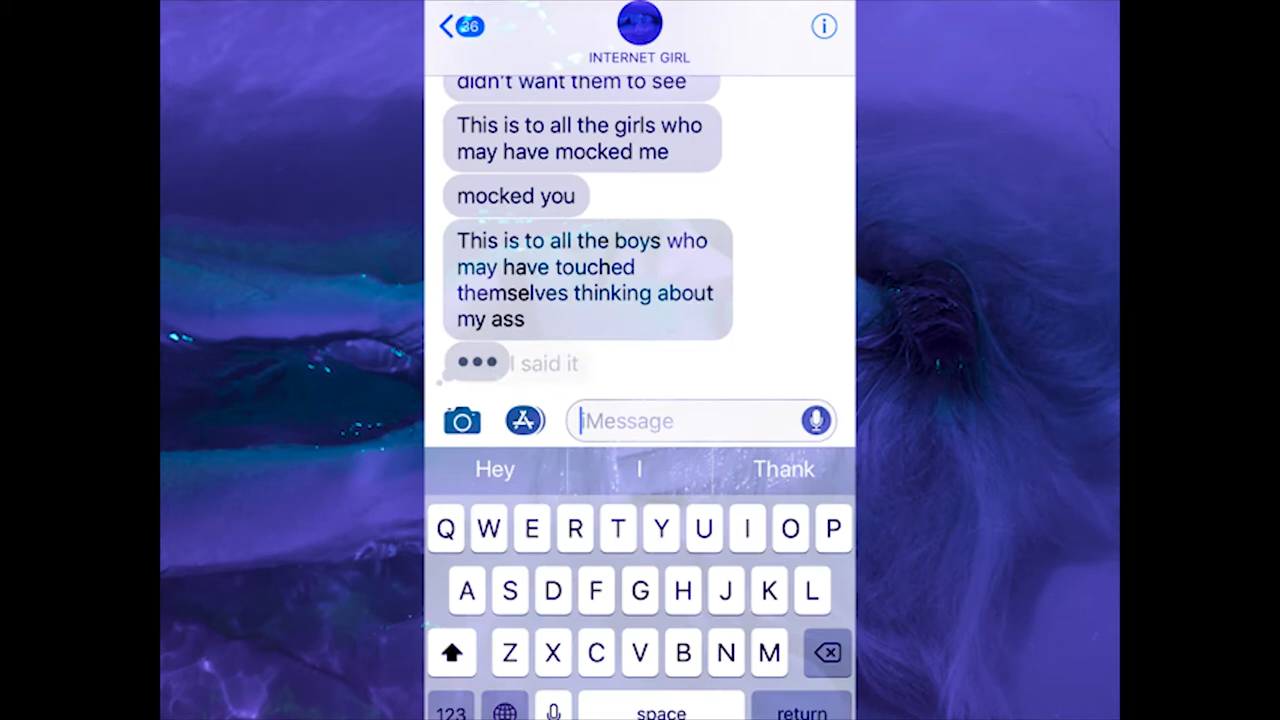 36
INTERNET GIRL
didn't want them to see
This is to all the girls who
may have mocked me
mocked you
This is to all the boys who
may have touched
themselves thinking about
my ass
I said it
iMessage
Hey I Thank
Q W E R T Y U I O P
A S D F G H J K L
Z X C V B N M
123 space return